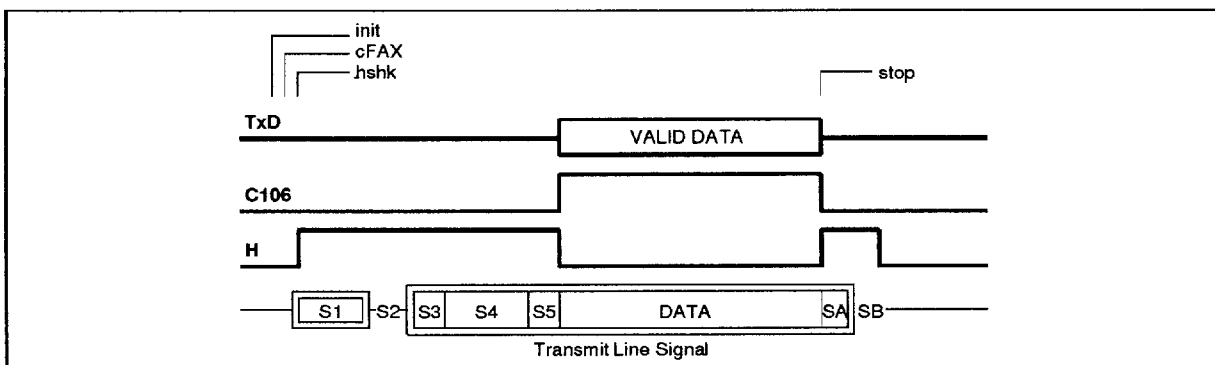 init
cFAX
hshk
stop
TxD
VALID DATA
C106
H
S1 S2 S3 S4 S5 DATA SA SB
Transmit Line Signal